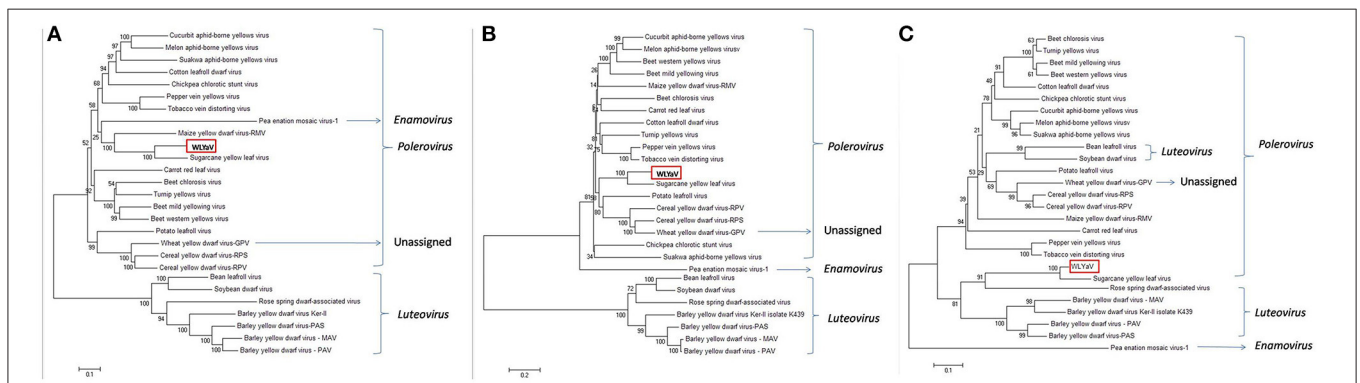 A
Cucurbit aphid-borne yellows virus
100
Melon aphid-borne yellows virus
97
Suakwa aphid-borne yellows virus
97
Cotton leafroll dwarf virus
94
Chickpea chlorotic stunt virus
68
Pepper vein yellows virus
100
Tobacco vein distorting virus
58
Pea enation mosaic virus-1
Enamovirus
25
Maize yellow dwarf virus-RMV
Polerovirus
100
WLYaV
52
100
Sugarcane yellow leaf virus
Carrot red leaf virus
92
54
Beet chlorosis virus
Turnip yellows virus
100
Beet mild yellowing virus
99
Beet western yellows virus
Potato leafroll virus
99
Wheat yellow dwarf virus-GPV
Unassigned
100
Cereal yellow dwarf virus-RPS
100
Cereal yellow dwarf virus-RPV
Bean leafroll virus
100
Soybean dwarf virus
100
Rose spring dwarf-associated virus
94
Barley yellow dwarf virus Ker-II
Luteovirus
100
Barley yellow dwarf virus-PAS
100
Barley yellow dwarf virus - MAV
100
Barley yellow dwarf virus - PAV
0.1
B
Cucurbit aphid-borne yellows virus
100
Melon aphid-borne yellows virusv
99
Beet western yellows virus
26
Beet mild yellowing virus
14
Maize yellow dwarf virus-RMV
Beet chlorosis virus
Carrot red leaf virus
Cotton leafroll dwarf virus
81
Turnip yellows virus
Polerovirus
32
75
Pepper vein yellows virus
100
Tobacco vein distorting virus
100
WLYaV
Sugarcane yellow leaf virus
81
58
Potato leafroll virus
80
Cereal yellow dwarf virus-RPV
100
Cereal yellow dwarf virus-RPS
100
Wheat yellow dwarf virus-GPV
Unassigned
Chickpea chlorotic stunt virus
34
Suakwa aphid-borne yellows virus
Pea enation mosaic virus-1
Enamovirus
Bean leafroll virus
72
Soybean dwarf virus
Rose spring dwarf-associated virus
100
Barley yellow dwarf virus Ker-II isolate K439
Luteovirus
100
Barley yellow dwarf virus-PAS
100
Barley yellow dwarf virus - MAV
100
Barley yellow dwarf virus - PAV
0.2
C
63
Beet chlorosis virus
Turnip yellows virus
100
Beet mild yellowing virus
91
61
Beet western yellows virus
48
Cotton leafroll dwarf virus
78
Chickpea chlorotic stunt virus
Cucurbit aphid-borne yellows virus
99
Melon aphid-borne yellows virusv
96
Suakwa aphid-borne yellows virus
21
Bean leafroll virus
99
Soybean dwarf virus
Luteovirus
Polerovirus
53
29
Potato leafroll virus
69
Wheat yellow dwarf virus-GPV
Unassigned
99
Cereal yellow dwarf virus-RPS
39
96
Cereal yellow dwarf virus-RPV
Maize yellow dwarf virus-RMV
94
Carrot red leaf virus
Pepper vein yellows virus
100
Tobacco vein distorting virus
WLYaV
100
Sugarcane yellow leaf virus
81
Rose spring dwarf-associated virus
81
98
Barley yellow dwarf virus - MAV
Barley yellow dwarf virus Ker-II isolate K439
100
Luteovirus
Barley yellow dwarf virus - PAV
99
Barley yellow dwarf virus-PAS
Pea enation mosaic virus-1
Enamovirus
0.1